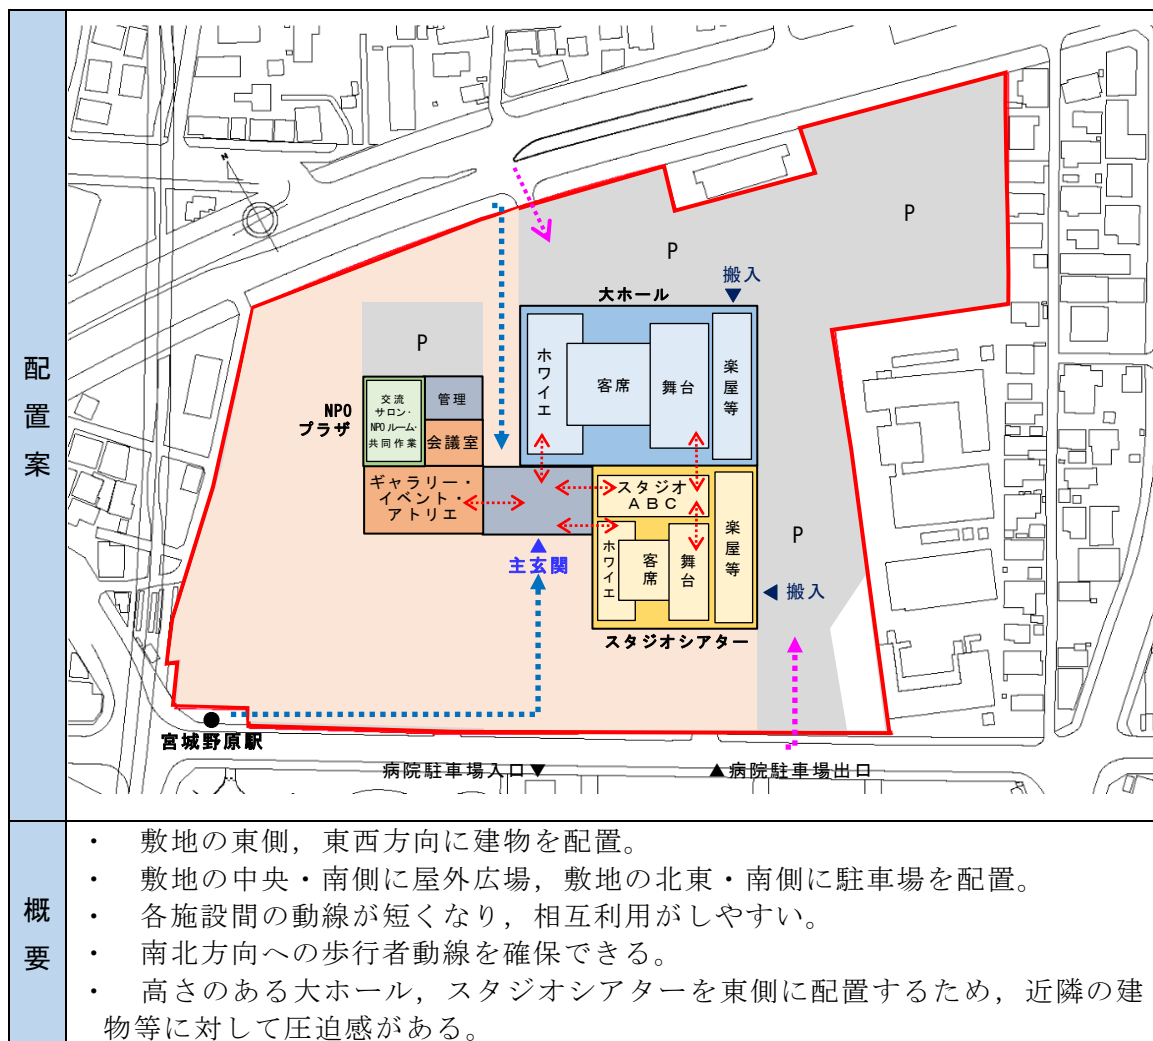 配置案
N
P
P
搬入
大ホール
P
ホワイエ
客席
舞台
楽屋等
NPO
プラザ
交流
サロン・
NPOルーム・
共同作業
管理
会議室
ギャラリー・
イベント・
アトリエ
スタジオ
ABC
ホワイエ
客席
舞台
楽屋等
P
主玄関
搬入
スタジオシアター
宮城野原駅
病院駐車場入口▼
▲病院駐車場出口
概要
・ 敷地の東側，東西方向に建物を配置。
・ 敷地の中央・南側に屋外広場，敷地の北東・南側に駐車場を配置。
・ 各施設間の動線が短くなり，相互利用がしやすい。
・ 南北方向への歩行者動線を確保できる。
・ 高さのある大ホール，スタジオシアターを東側に配置するため，近隣の建
物等に対して圧迫感がある。